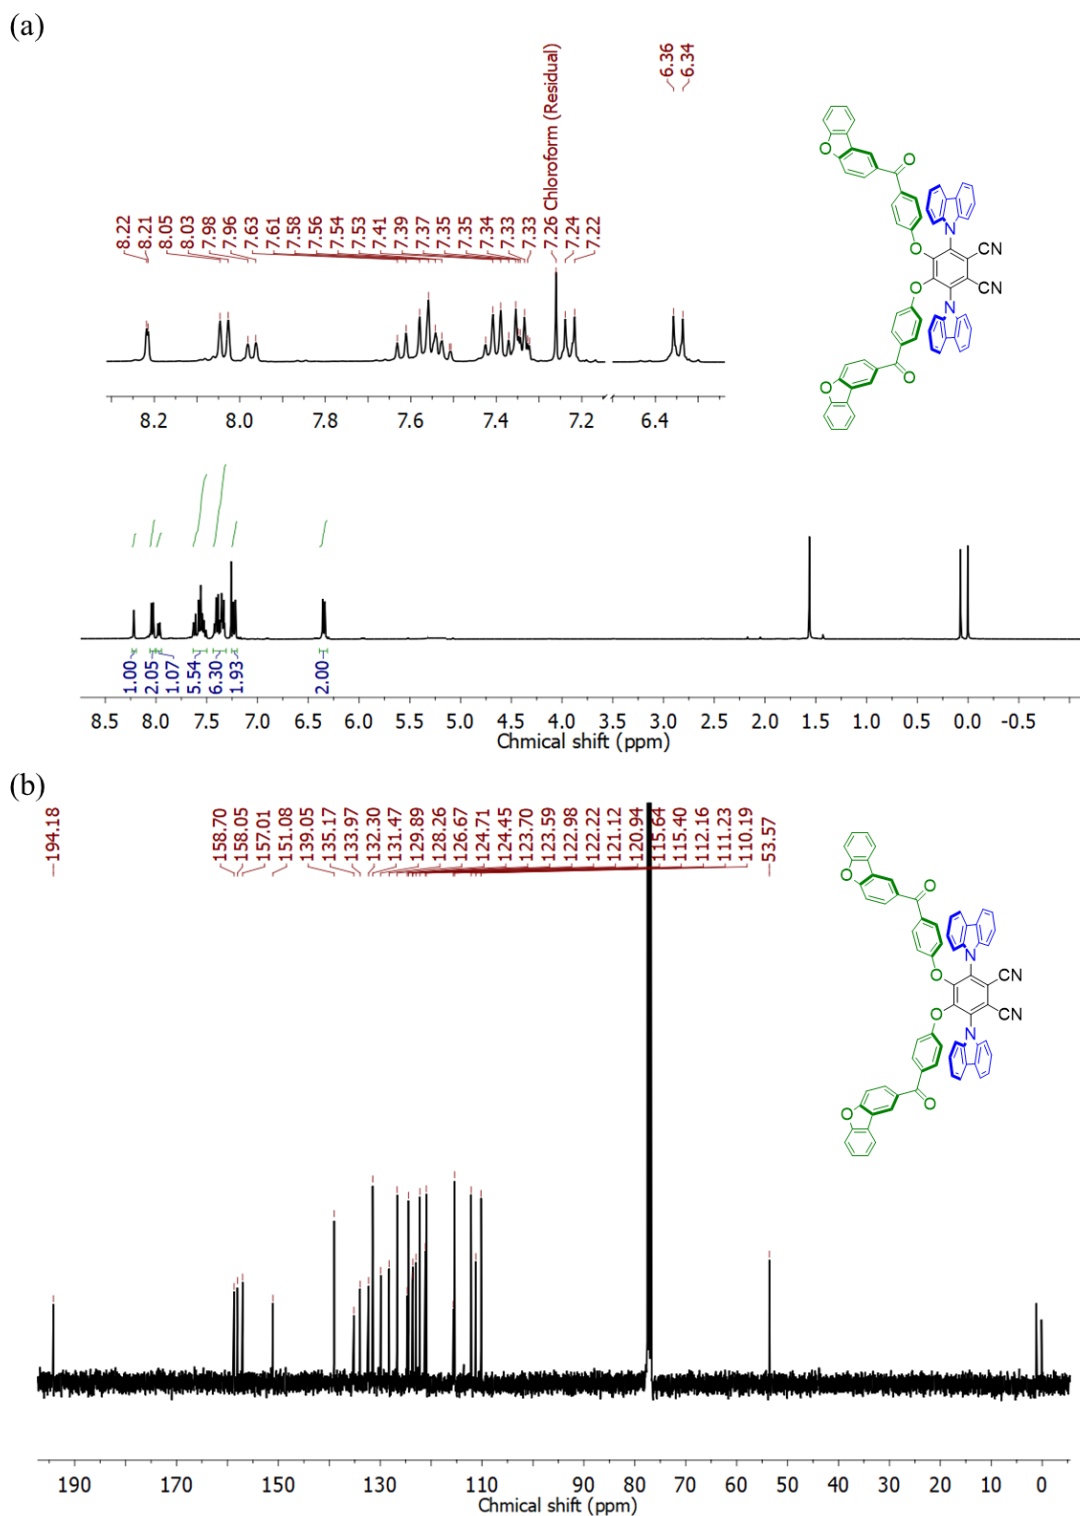 (a)
6.36
6.34
8.22
8.21
8.05
8.03
7.98
7.96
7.63
7.61
7.58
7.56
7.54
7.53
7.41
7.39
7.37
7.35
7.35
7.34
7.33
7.33
7.26 Chloroform (Residual)
7.24
7.22
O
O
N
O
CN
O
CN
N
O
O
8.2 8.0 7.8 7.6 7.4 7.2 6.4
1.00
2.05
1.07
5.54
6.30
1.93
2.00
8.5 8.0 7.5 7.0 6.5 6.0 5.5 5.0 4.5 4.0 3.5 3.0 2.5 2.0 1.5 1.0 0.5 0.0 -0.5
Chmical shift (ppm)
(b)
194.18
158.70
158.05
157.01
151.08
139.05
135.17
133.97
132.30
131.47
129.89
128.26
126.67
124.71
124.45
123.70
123.59
122.98
122.22
121.12
120.94
115.64
115.40
112.16
111.23
110.19
53.57
O
O
N
O
CN
O
CN
N
O
O
190 170 150 130 110 90 80 70 60 50 40 30 20 10 0
Chmical shift (ppm)